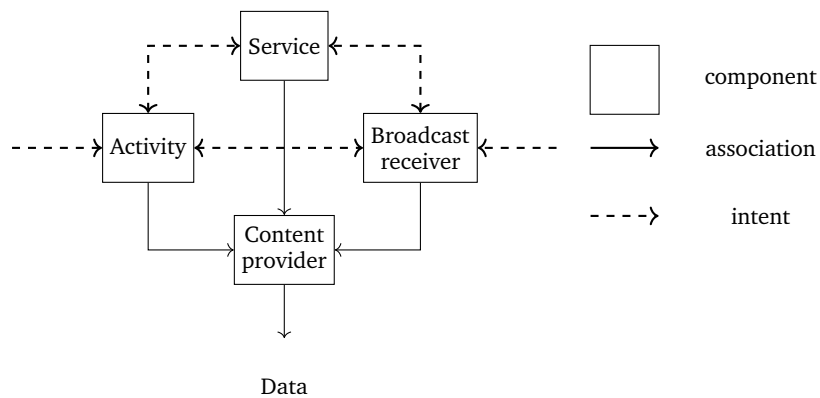 Service
component
Activity
Broadcast
receiver
association
intent
Content
provider
Data